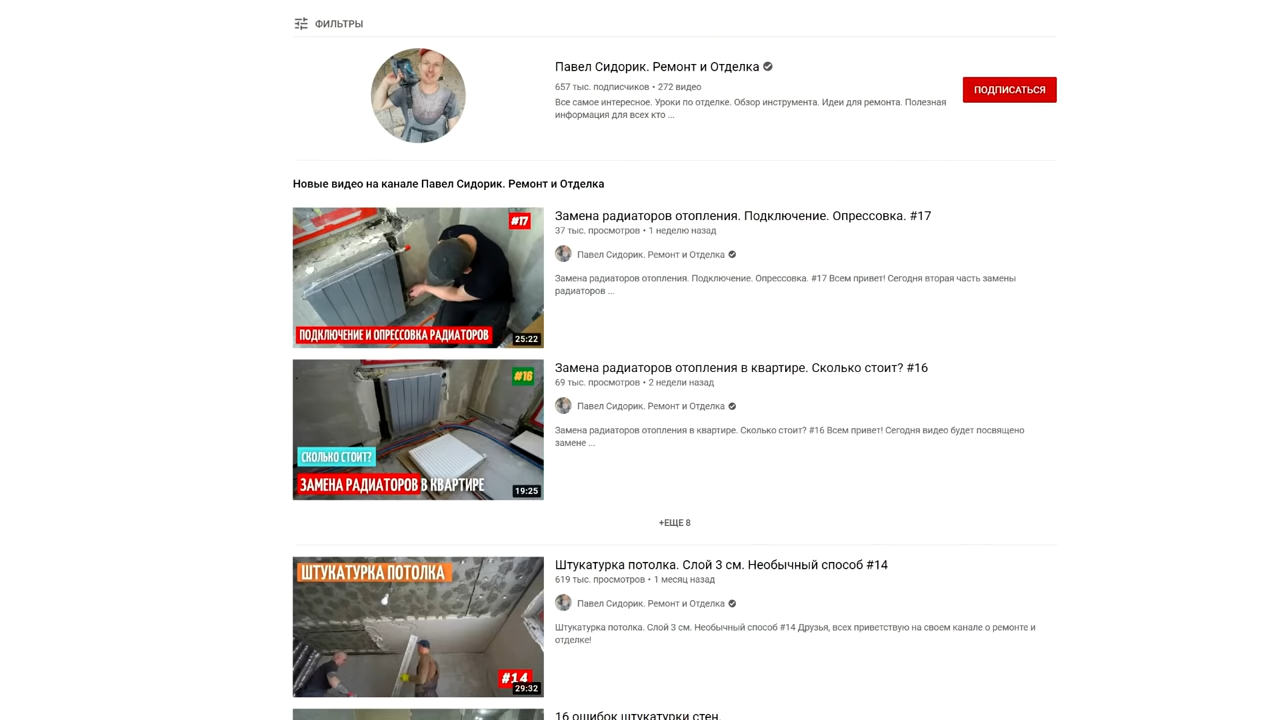 ФИЛЬТРЫ
Павел Сидорик. Ремонт и Отделка
657 тыс. подписчиков • 272 видео
Все самое интересное. Уроки по отделке. Обзор инструмента. Идеи для ремонта. Полезная
информация для всех кто ...
ПОДПИСАТЬСЯ
Новые видео на канале Павел Сидорик. Ремонт и Отделка
#17
ПОДКЛЮЧЕНИЕ И ОПРЕССОВКА РАДИАТОРОВ
25:22
Замена радиаторов отопления. Подключение. Опрессовка. #17
37 тыс. просмотров • 1 неделю назад
Павел Сидорик. Ремонт и Отделка
Замена радиаторов отопления. Подключение. Опрессовка. #17 Всем привет! Сегодня вторая часть замены
радиаторов ...
#16
СКОЛЬКО СТОИТ?
ЗАМЕНА РАДИАТОРОВ В КВАРТИРЕ
19:25
Замена радиаторов отопления в квартире. Сколько стоит? #16
69 тыс. просмотров • 2 недели назад
Павел Сидорик. Ремонт и Отделка
Замена радиаторов отопления в квартире. Сколько стоит? #16 Всем привет! Сегодня видео будет посвящено
замене ...
+ЕЩЕ 8
ШТУКАТУРКА ПОТОЛКА
#14
29:32
Штукатурка потолка. Слой 3 см. Необычный способ #14
619 тыс. просмотров • 1 месяц назад
Павел Сидорик. Ремонт и Отделка
Штукатурка потолка. Слой 3 см. Необычный способ #14 Друзья, всех приветствую на своем канале о ремонте и
отделке!
16 ошибок штукатурки стен.